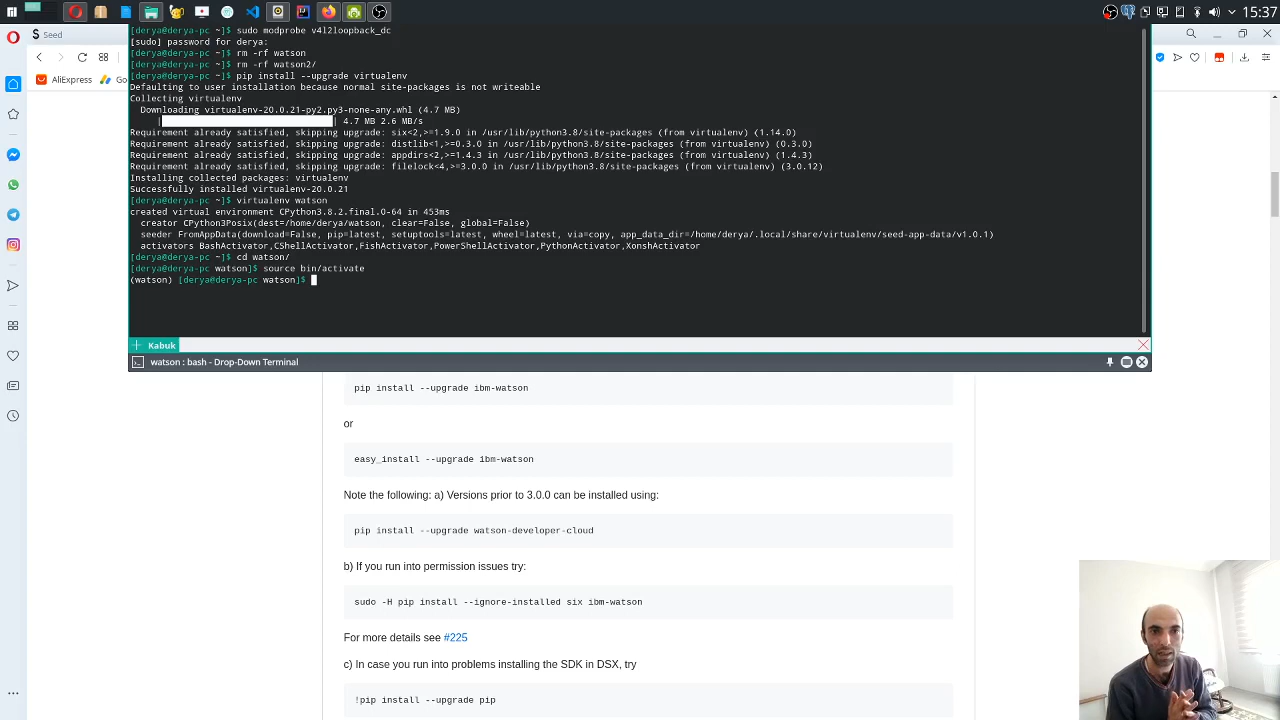 15:37
Seed
AliExpress
Go
[derya@derya-pc ~]$ sudo modprobe v4l2loopback_dc
[sudo] password for derya:
[derya@derya-pc ~]$ rm -rf watson
[derya@derya-pc ~]$ rm -rf watson2/
[derya@derya-pc ~]$ pip install --upgrade virtualenv
Defaulting to user installation because normal site-packages is not writeable
Collecting virtualenv
Downloading virtualenv-20.0.21-py2.py3-none-any.whl (4.7 MB)
| | 4.7 MB 2.6 MB/s
Requirement already satisfied, skipping upgrade: six<2,>=1.9.0 in /usr/lib/python3.8/site-packages (from virtualenv) (1.14.0)
Requirement already satisfied, skipping upgrade: distlib<1,>=0.3.0 in /usr/lib/python3.8/site-packages (from virtualenv) (0.3.0)
Requirement already satisfied, skipping upgrade: appdirs<2,>=1.4.3 in /usr/lib/python3.8/site-packages (from virtualenv) (1.4.3)
Requirement already satisfied, skipping upgrade: filelock<4,>=3.0.0 in /usr/lib/python3.8/site-packages (from virtualenv) (3.0.12)
Installing collected packages: virtualenv
Successfully installed virtualenv-20.0.21
[derya@derya-pc ~]$ virtualenv watson
created virtual environment CPython3.8.2.final.0-64 in 453ms
creator CPython3Posix(dest=/home/derya/watson, clear=False, global=False)
seeder FromAppData(download=False, pip=latest, setuptools=latest, wheel=latest, via=copy, app_data_dir=/home/derya/.local/share/virtualenv/seed-app-data/v1.0.1)
activators BashActivator,CShellActivator,FishActivator,PowerShellActivator,PythonActivator,XonshActivator
[derya@derya-pc ~]$ cd watson/
[derya@derya-pc watson]$ source bin/activate
(watson) [derya@derya-pc watson]$
Kabuk
watson : bash - Drop-Down Terminal
pip install --upgrade ibm-watson
or
easy_install --upgrade ibm-watson
Note the following: a) Versions prior to 3.0.0 can be installed using:
pip install --upgrade watson-developer-cloud
b) If you run into permission issues try:
sudo -H pip install --ignore-installed six ibm-watson
For more details see #225
c) In case you run into problems installing the SDK in DSX, try
!pip install --upgrade pip